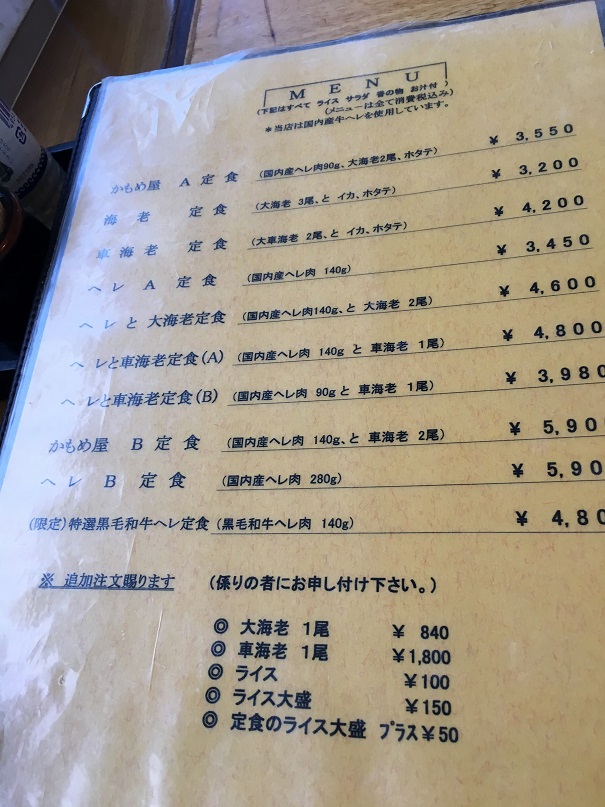 MENU
(下記はすべて ライス サラダ 香の物 お汁付)
(メニューは全て消費税込み)
*当店は国内産牛ヘレを使用しています。
かもめ屋 A 定食 (国内産ヘレ肉90g、大海老2尾、ホタテ) ¥ 3,550
海老 定食 (大海老 3尾、と イカ、ホタテ) ¥ 3,200
車海老 定食 (大車海老 2尾、と イカ、ホタテ) ¥ 4,200
ヘレ A 定食 (国内産ヘレ肉 140g) ¥ 3,450
ヘレと 大海老定食 (国内産ヘレ肉140g、と 大海老 2尾) ¥ 4,600
ヘレと車海老定食(A) (国内産ヘレ肉 140g と 車海老 1尾) ¥ 4,800
ヘレと車海老定食(B) (国内産ヘレ肉 90g と 車海老 1尾) ¥ 3,980
かもめ屋 B 定食 (国内産ヘレ肉 140g、と 車海老 2尾) ¥ 5,90
ヘレ B 定食 (国内産ヘレ肉 280g) ¥ 5,90
(限定)特選黒毛和牛ヘレ定食 (黒毛和牛ヘレ肉 140g) ¥ 4,80
※ 追加注文賜ります (係りの者にお申し付け下さい。)
◎ 大海老 1尾 ¥ 840
◎ 車海老 1尾 ¥1,800
◎ ライス ¥100
◎ ライス大盛 ¥150
◎ 定食のライス大盛 プラス¥50